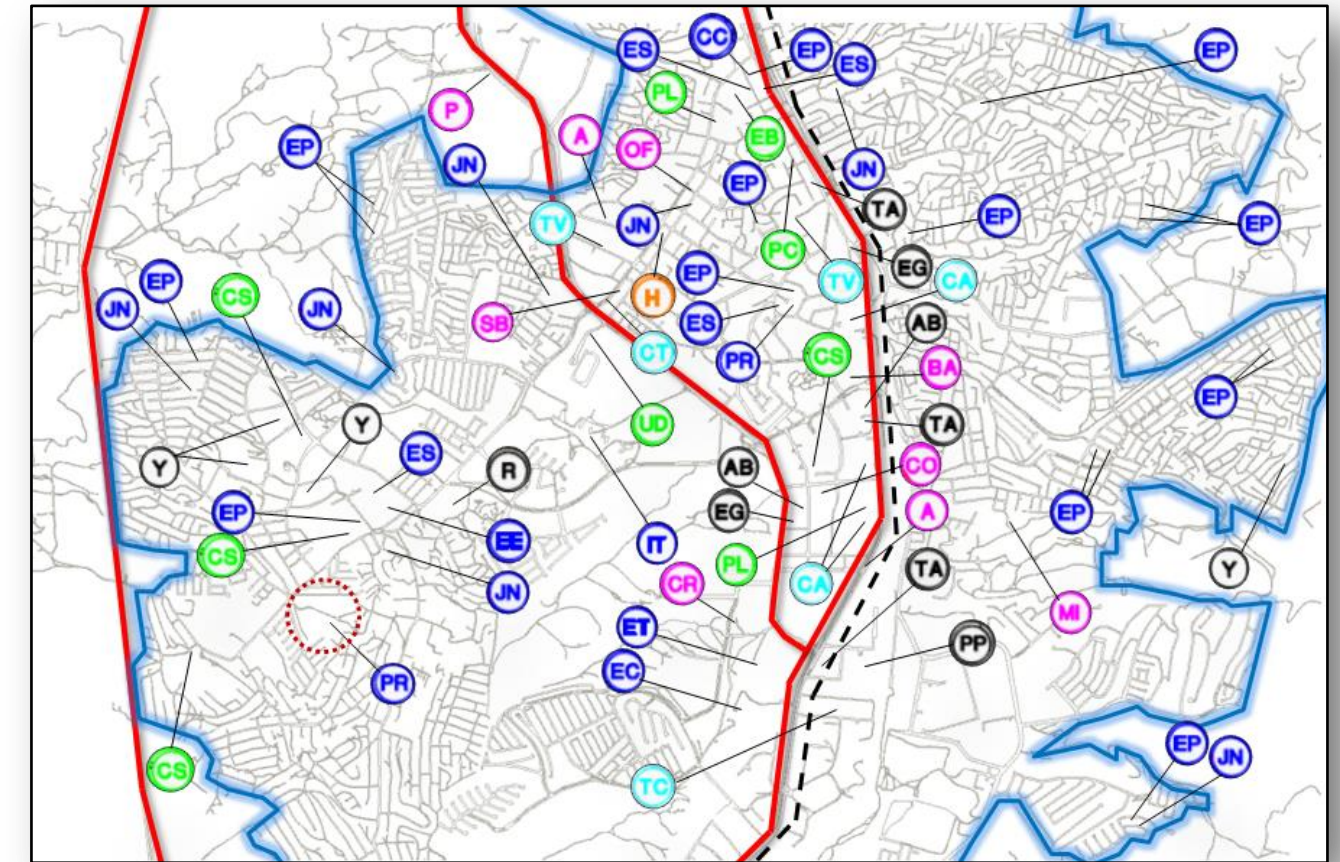 ES
CC
EP
ES
EP
PL
P
A
OF
EB
EP
JN
EP
JN
TA
TV
JN
EP
EP
PC
EG
EP
CS
JN
JN
H
EP
TV
CA
SB
ES
AB
CT
PR
CS
BA
EP
Y
UD
TA
Y
ES
R
AB
CO
EP
EG
A
EP
CS
EE
IT
PL
TA
Y
JN
CR
CA
MI
ET
PP
PR
EC
EP
JN
CS
TC